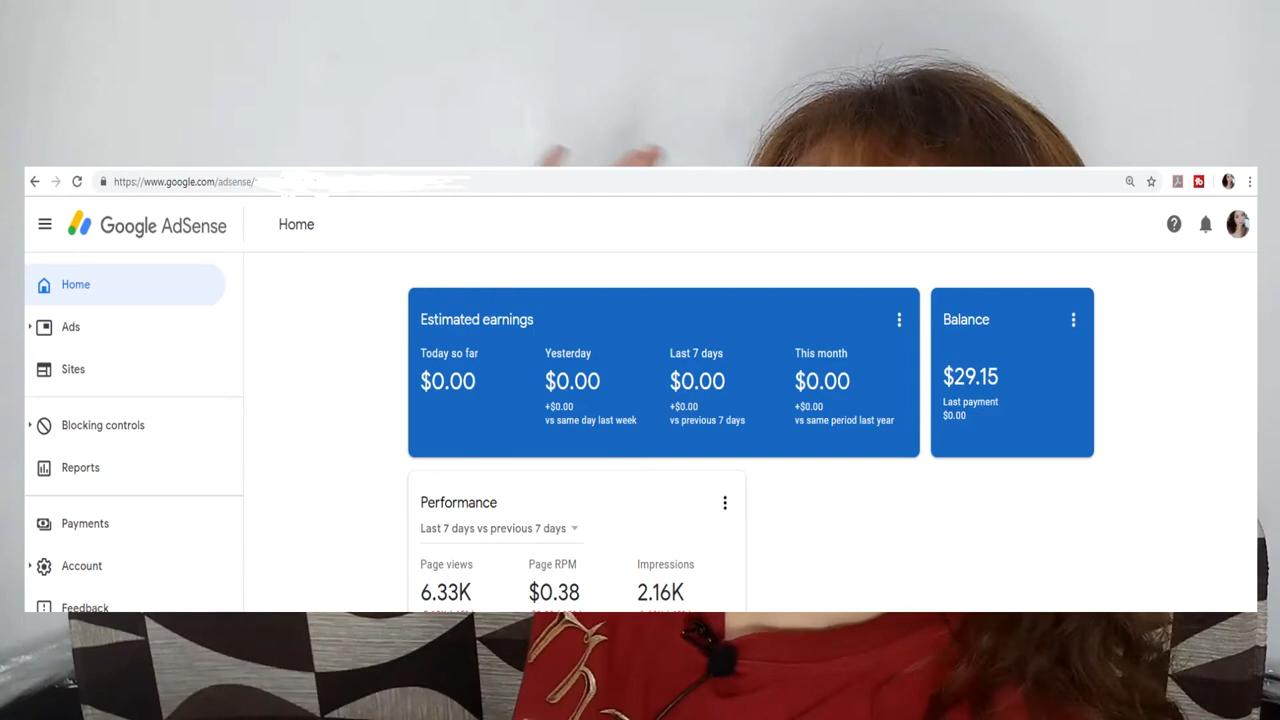 https://www.google.com/adsense/
Google AdSense
Home
Home
Ads
Sites
Blocking controls
Reports
Payments
Account
Feedback
Estimated earnings
Today so far
Yesterday
Last 7 days
This month
$0.00
$0.00
$0.00
$0.00
+$0.00
+$0.00
+$0.00
vs same day last week
vs previous 7 days
vs same period last year
Balance
$29.15
Last payment
$0.00
Performance
Last 7 days vs previous 7 days
Page views
Page RPM
Impressions
6.33K
$0.38
2.16K